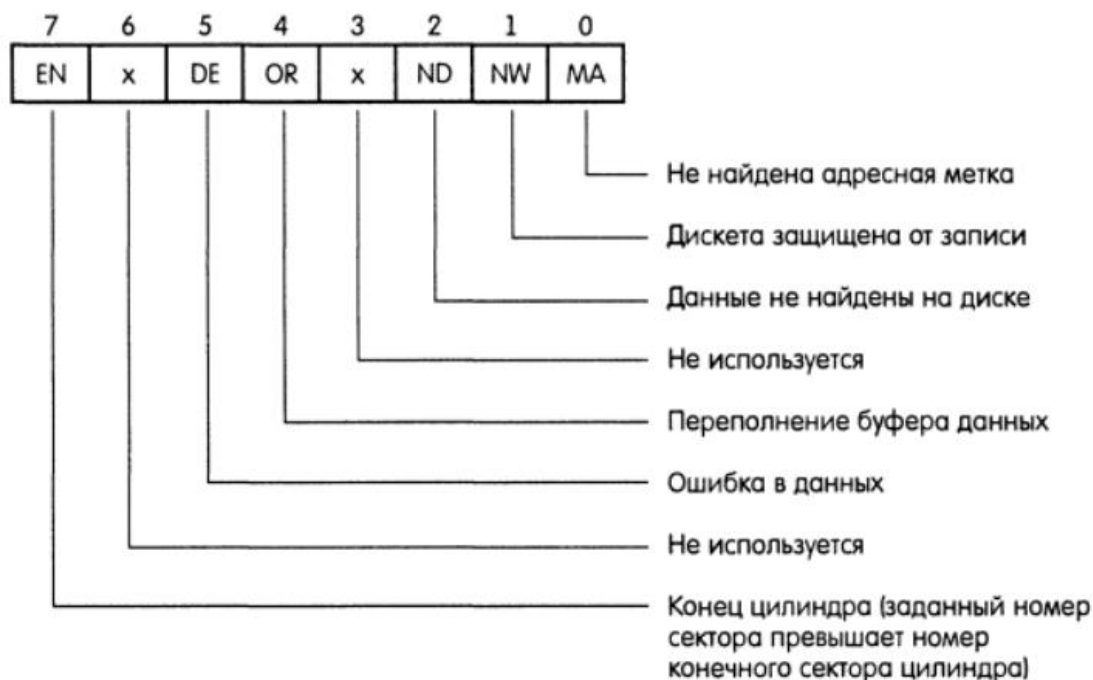 7 6 5 4 3 2 1 0
EN x DE OR x ND NW MA
Не найдена адресная метка
Дискета защищена от записи
Данные не найдены на диске
Не используется
Переполнение буфера данных
Ошибка в данных
Не используется
Конец цилиндра (заданный номер
сектора превышает номер
конечного сектора цилиндра)